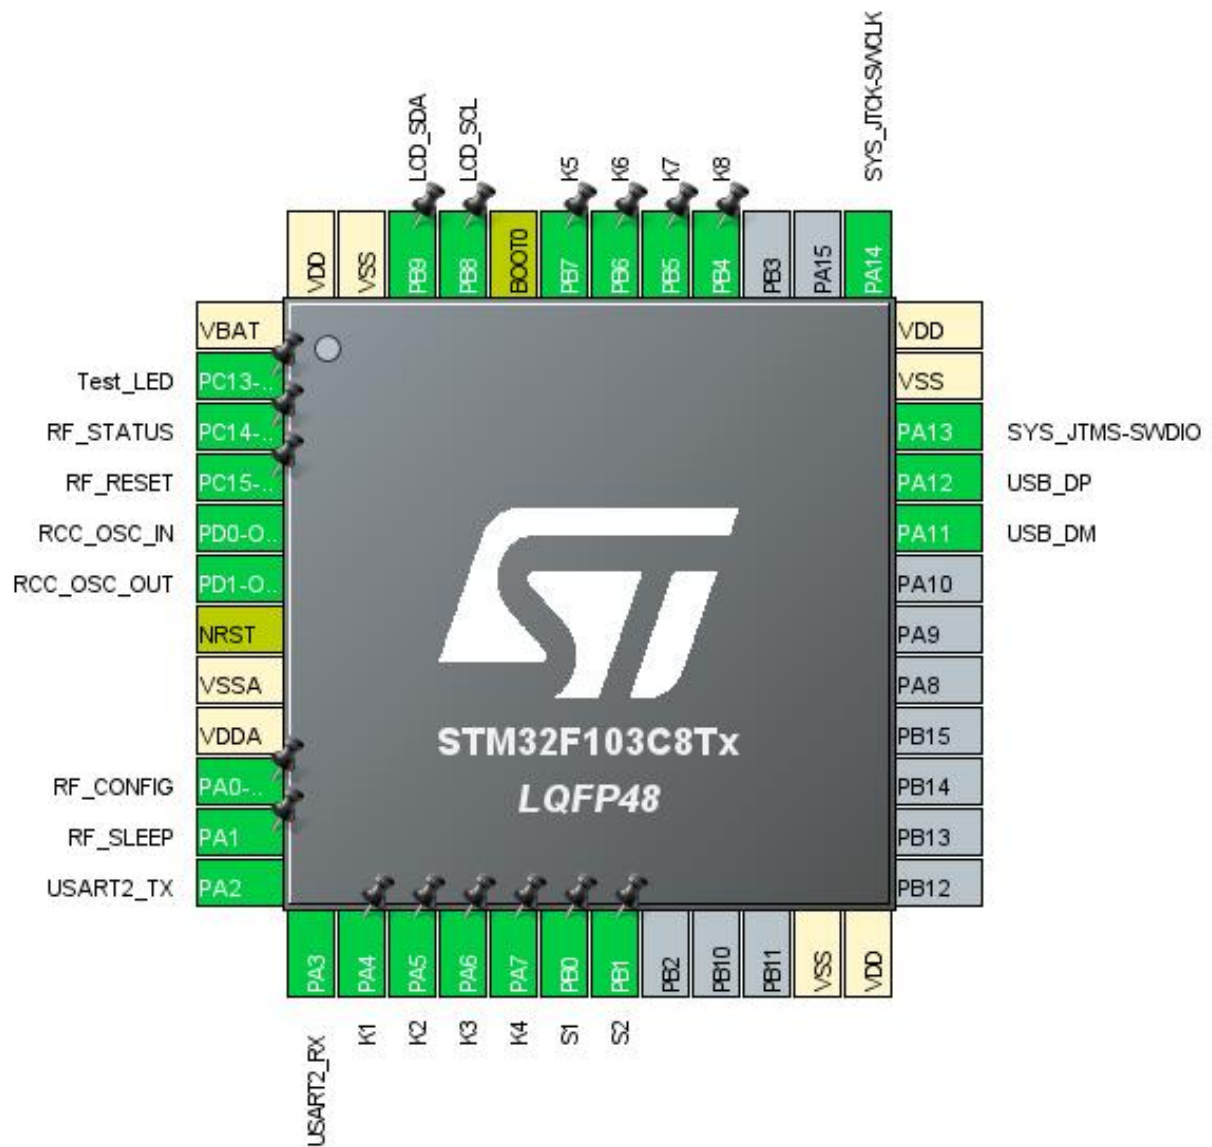 LCD_SDA
LCD_SCL
K5
K6
K7
K8
SYS_JTCK-SWCLK
VDD
VSS
PB9
PB8
BOOT0
PB7
PB6
PB5
PB4
PB3
PA15
PA14
VBAT
Test_LED PC13-..
RF_STATUS PC14-..
RF_RESET PC15-..
RCC_OSC_IN PD0-O..
RCC_OSC_OUT PD1-O..
NRST
VSSA
VDDA
RF_CONFIG PA0-..
RF_SLEEP PA1
USART2_TX PA2
STM32F103C8Tx
LQFP48
VDD
VSS
PA13 SYS_JTMS-SWDIO
PA12 USB_DP
PA11 USB_DM
PA10
PA9
PA8
PB15
PB14
PB13
PB12
PA3
PA4
PA5
PA6
PA7
PB0
PB1
PB2
PB10
PB11
VSS
VDD
USART2_RX
K1
K2
K3
K4
S1
S2